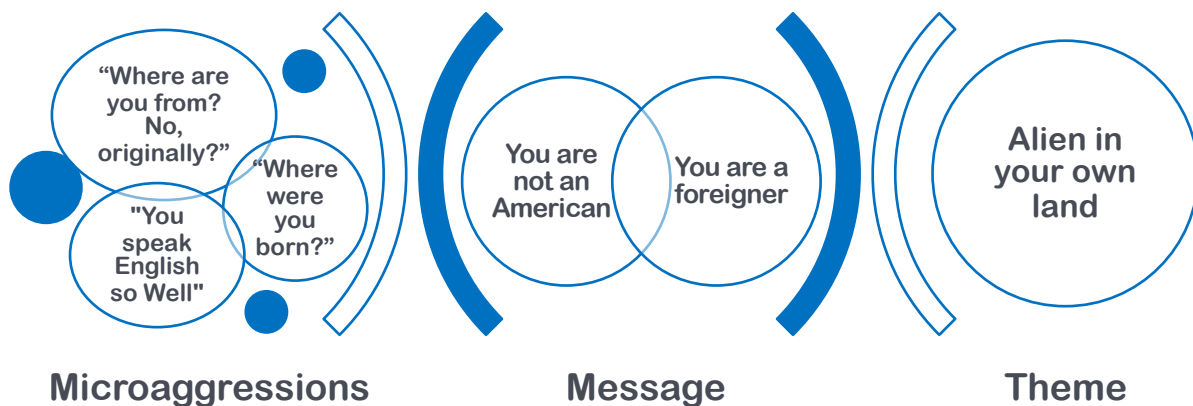 “Where are
you from?
No,
originally?”
“Where
were
you
born?”
"You
speak
English
so Well"
Microaggressions
You are
not an
American
You are a
foreigner
Message
Alien in
your own
land
Theme